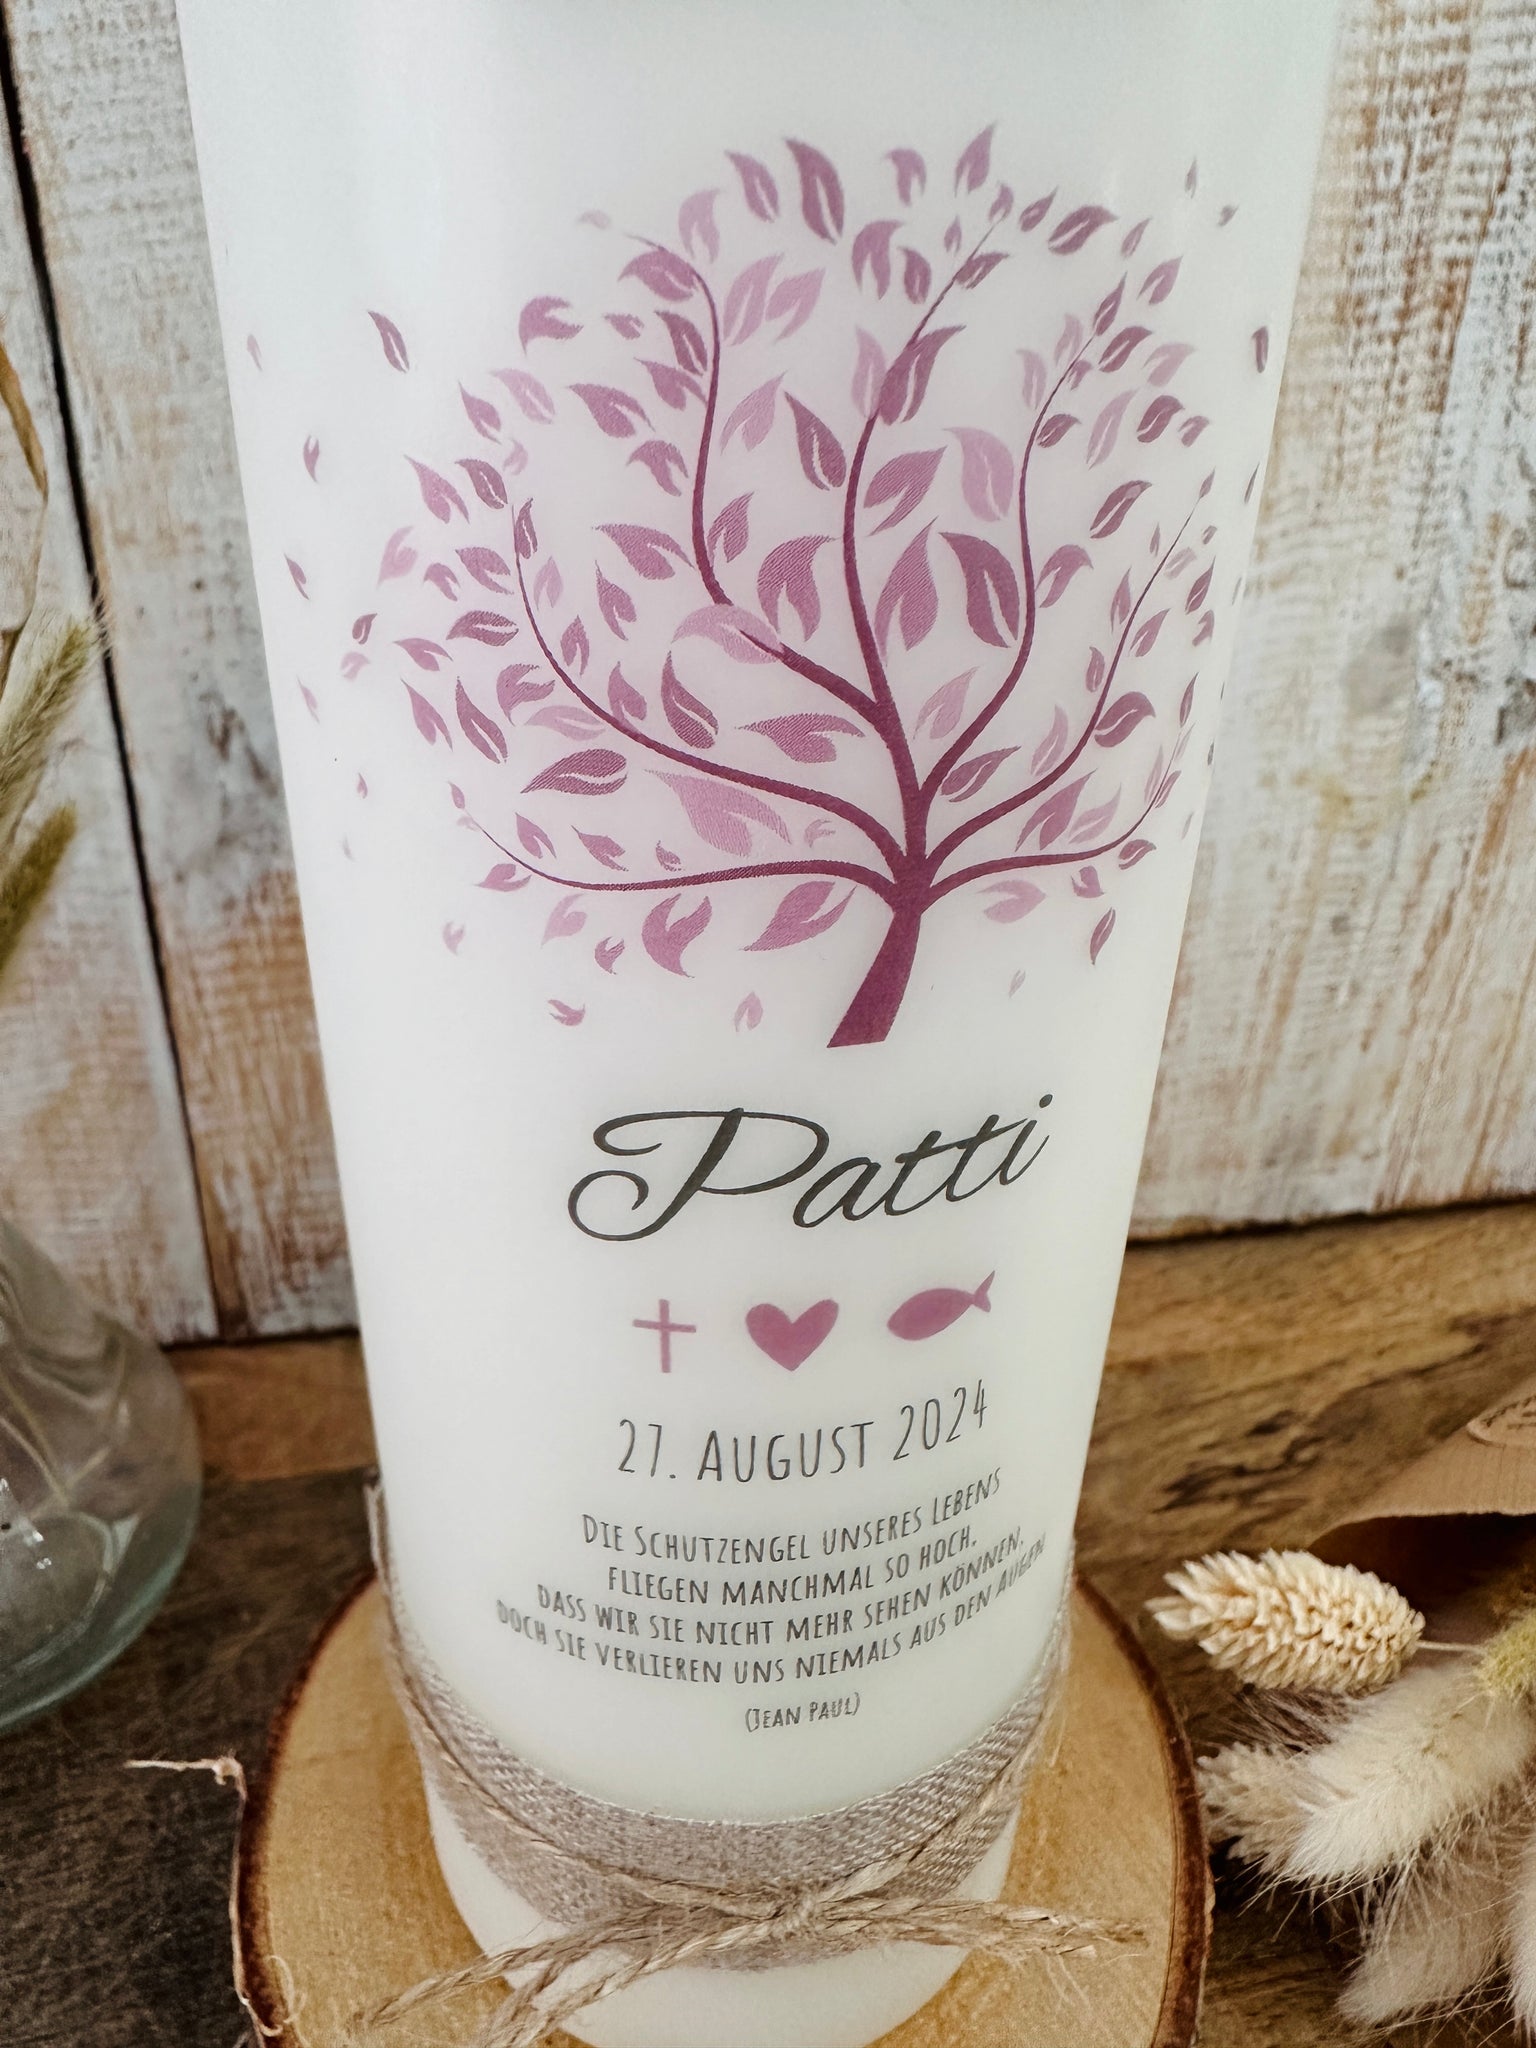 Patti
27. August 2024
Die Schutzengel unseres Lebens
fliegen manchmal so hoch,
dass wir sie nicht mehr sehen können,
doch sie verlieren uns niemals aus den Augen
(Jean Paul)